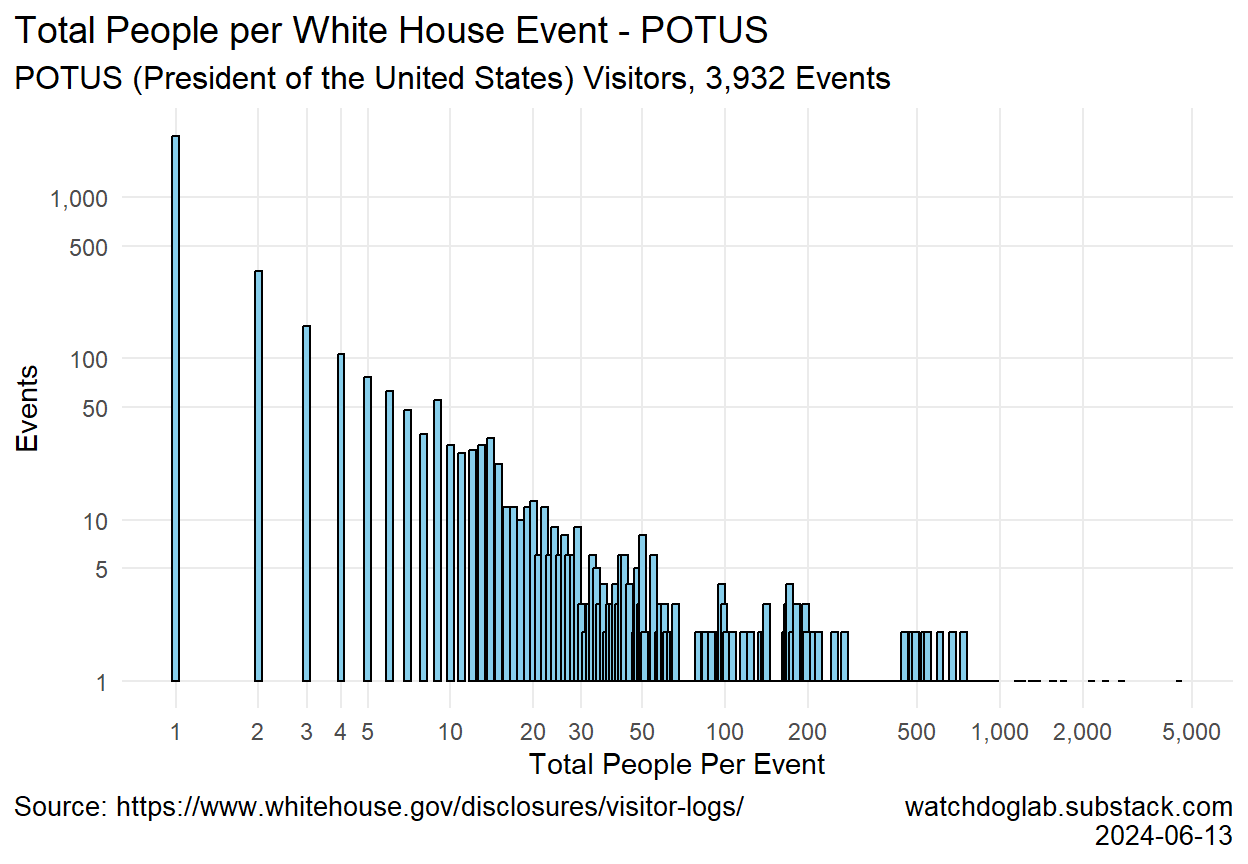 Total People per White House Event - POTUS
POTUS (President of the United States) Visitors, 3,932 Events
1,000
500
100
50
10
5
1
Events
1 2 3 4 5 10 20 30 50 100 200 500 1,000 2,000 5,000
Total People Per Event
Source: https://www.whitehouse.gov/disclosures/visitor-logs/
watchdoglab.substack.com
2024-06-13